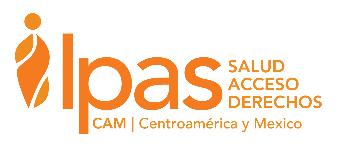 Ipas
SALUD
ACCESO
DERECHOS
CAM | Centroamérica y Mexico